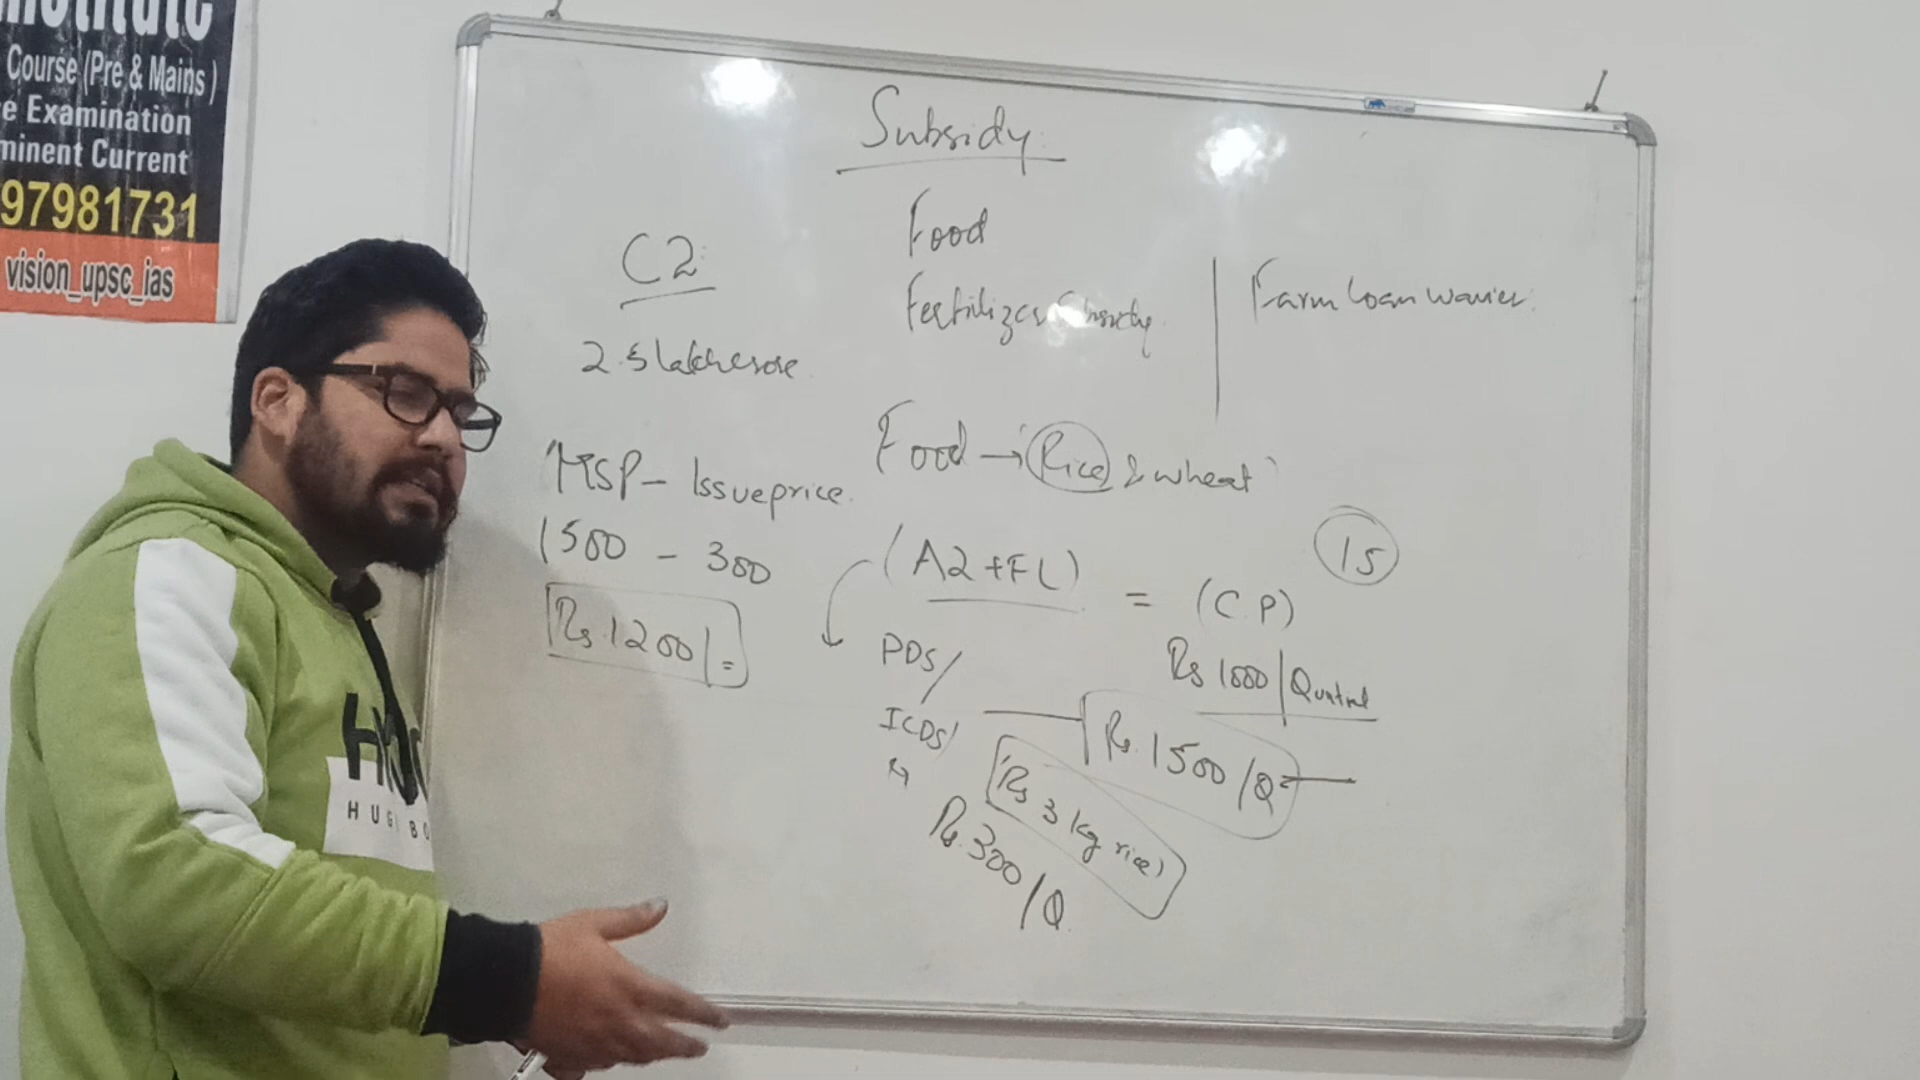 Institute
Course (Pre & Mains)
e Examination
minent Current
97981731
vision_upsc_ias
Subsidy
Food
Fertilizer Subsidy
Farm loan wavier.
C2
2.5 lakh crore
Food → Rice & wheat
MSP - Issue price.
1500 - 300
Rs 1200/=
15
(A2+FL) = (C.P)
Rs 1000/Quntral
PDS/
ICDS/
Rs. 1500/Q
Rs 3 kg rice)
Rs. 300/Q
HUGO BO